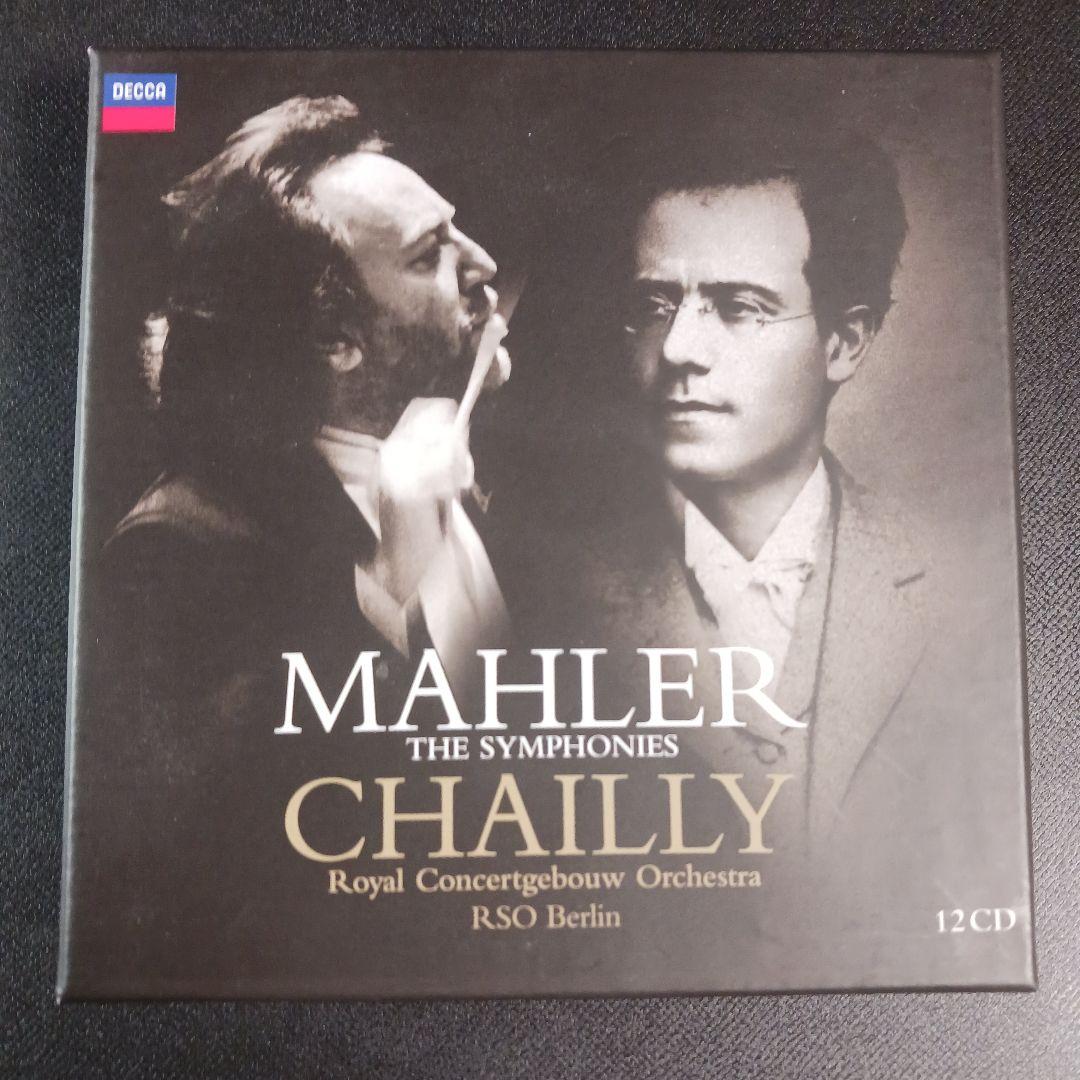 DECCA
MAHLER
THE SYMPHONIES
CHAILLY
Royal Concertgebouw Orchestra
RSO Berlin
12 CD